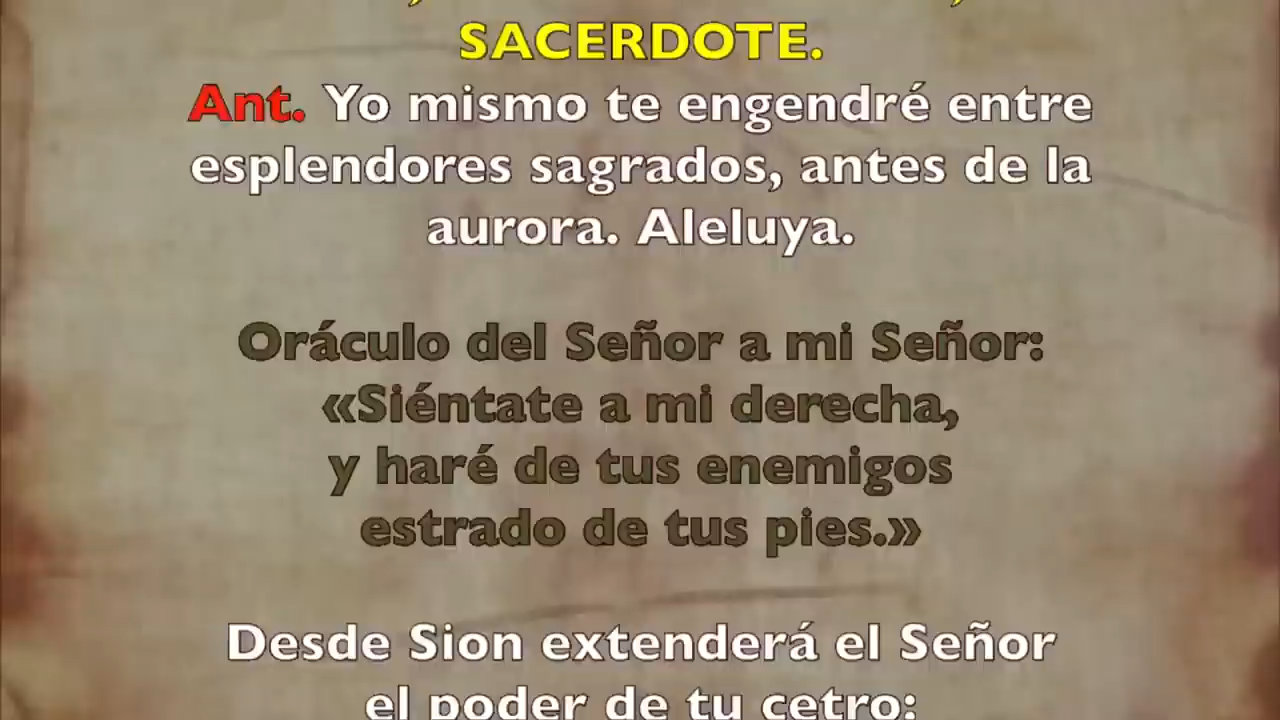 SACERDOTE.
Ant. Yo mismo te engendré entre
esplendores sagrados, antes de la
aurora. Aleluya.
Oráculo del Señor a mi Señor:
«Siéntate a mi derecha,
y haré de tus enemigos
estrado de tus pies.»
Desde Sion extenderá el Señor
el poder de tu cetro: